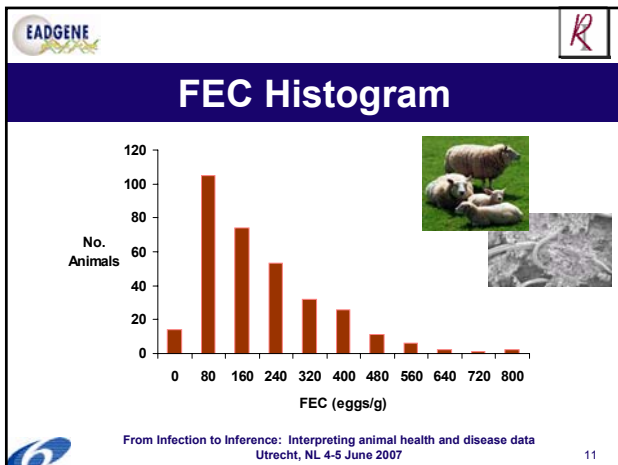 EADGENE
RI
FEC Histogram
120
100
80
60
40
20
0
No.
Animals
0 80 160 240 320 400 480 560 640 720 800
FEC (eggs/g)
From Infection to Inference: Interpreting animal health and disease data
Utrecht, NL 4-5 June 2007
11
6